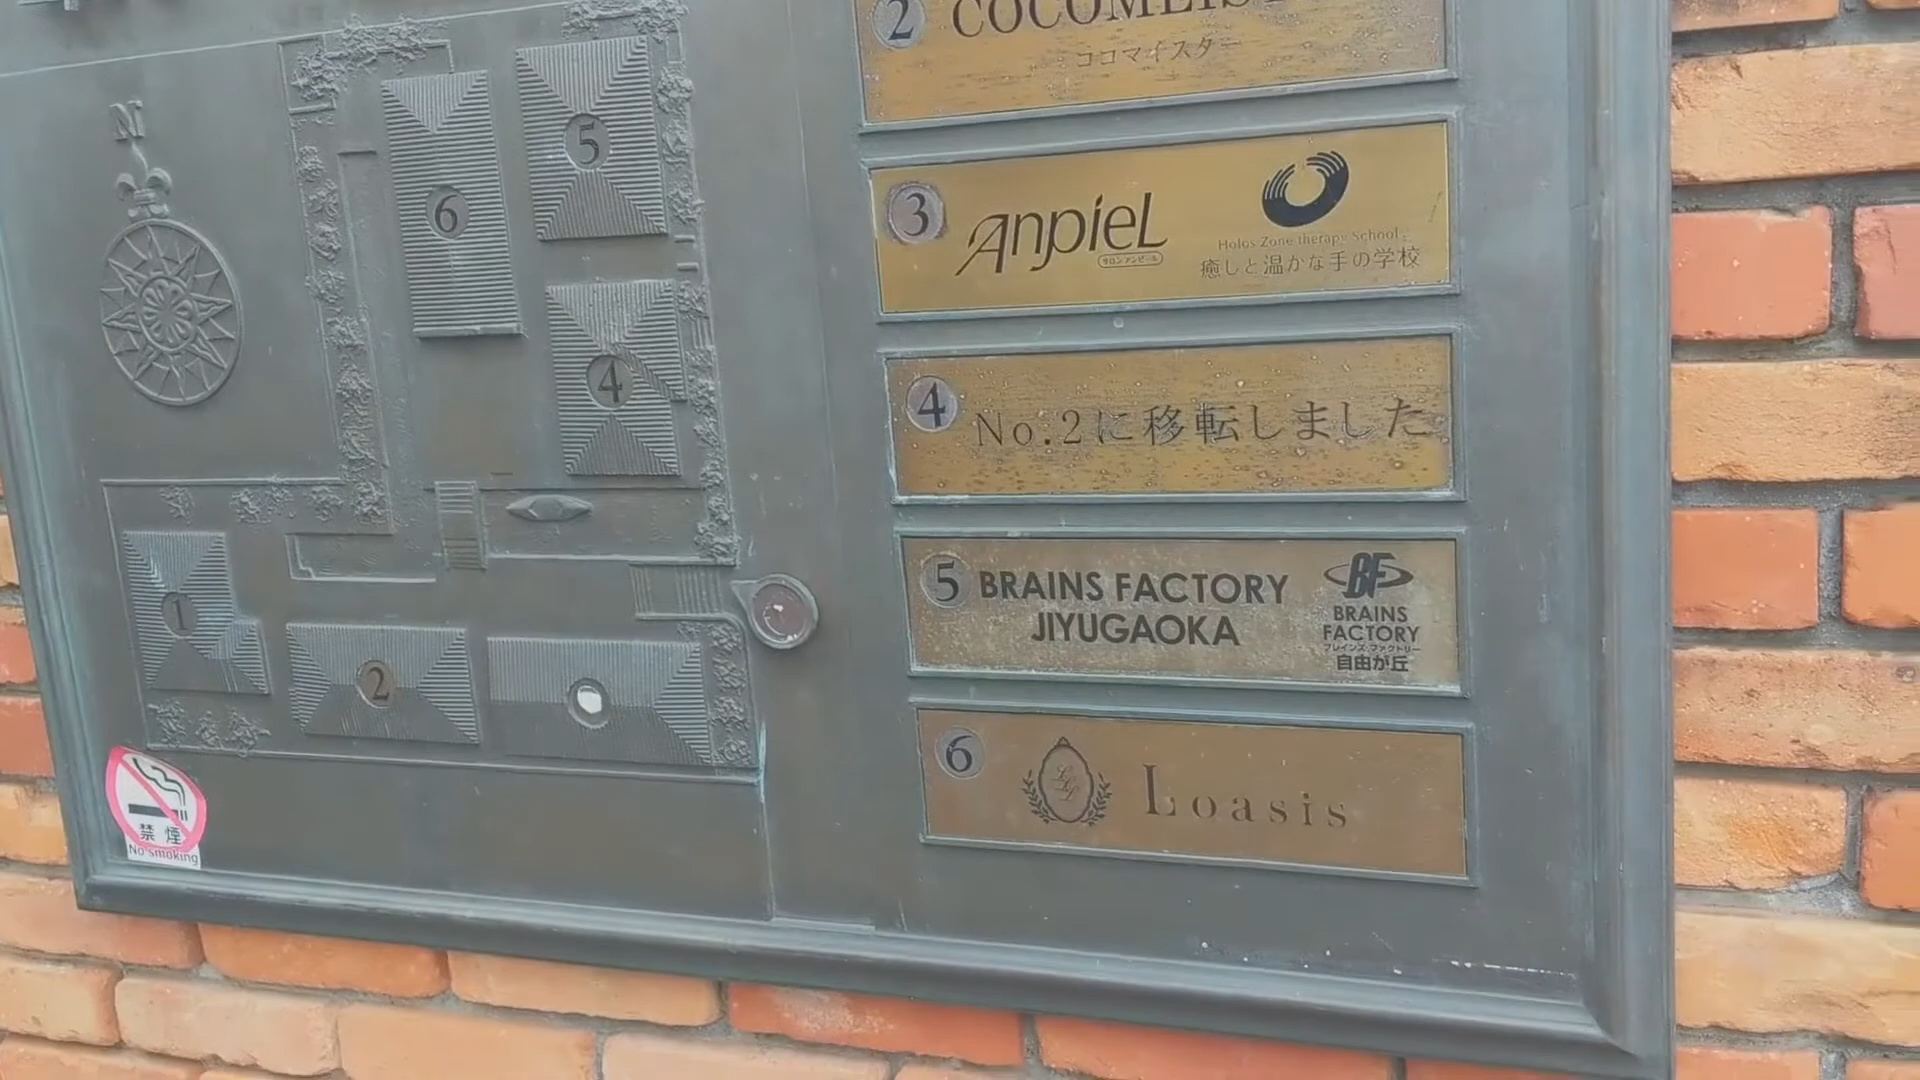 N
6
5
4
1
2
2 COCOMEIS
ココマイスター
3 AnpieL
サロンアンピール
Holos Zone therapy School
癒しと温かな手の学校
4 No.2に移転しました
5 BRAINS FACTORY
JIYUGAOKA
BF
BRAINS
FACTORY
ブレインズ ファクトリー
自由が丘
6 Loasis
禁煙
No smoking